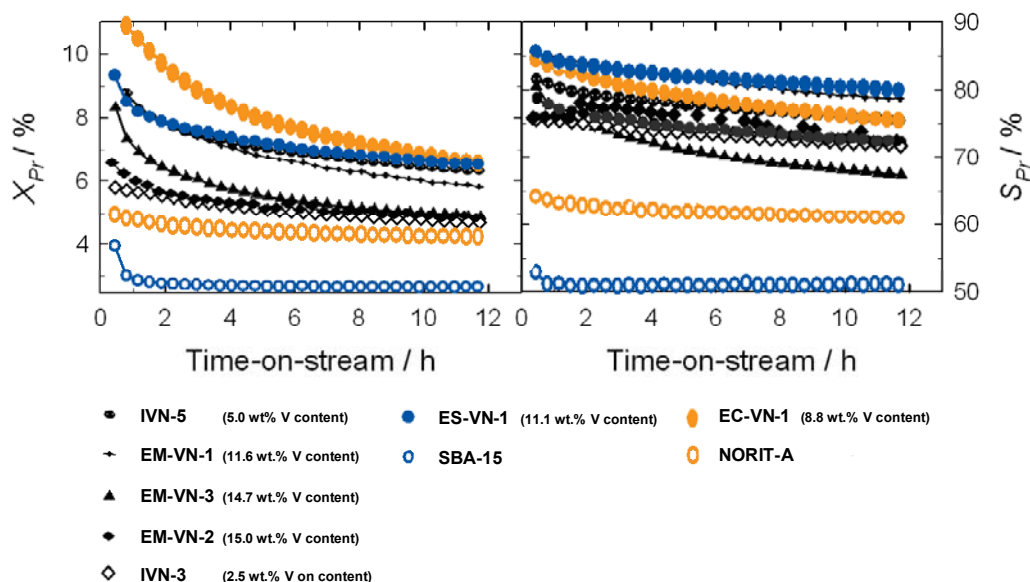 10
8
6
4
X_Pr / %
0 2 4 6 8 10 12
Time-on-stream / h
90
80
70
60
50
S_Pr / %
0 2 4 6 8 10 12
Time-on-stream / h
IVN-5 (5.0 wt% V content)
EM-VN-1 (11.6 wt.% V content)
EM-VN-3 (14.7 wt.% V content)
EM-VN-2 (15.0 wt.% V content)
IVN-3 (2.5 wt.% V on content)
ES-VN-1 (11.1 wt.% V content)
SBA-15
EC-VN-1 (8.8 wt.% V content)
NORIT-A